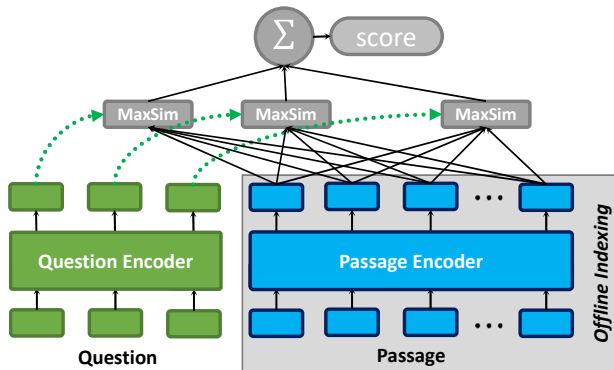 Σ
score
MaxSim
MaxSim
MaxSim
Question Encoder
Passage Encoder
Question
Passage
Offline Indexing